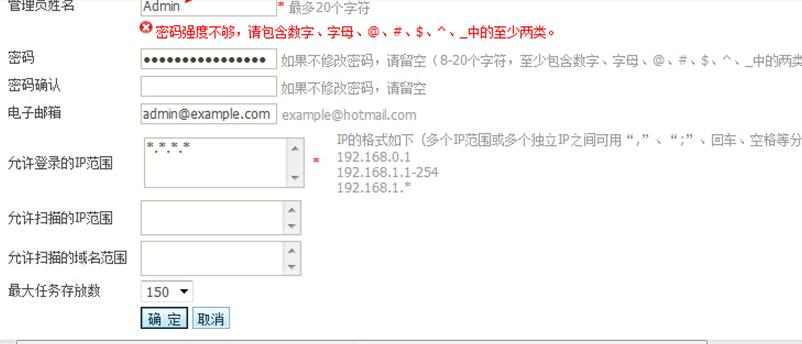 管理员姓名 Admin * 最多20个字符
密码强度不够，请包含数字、字母、@、#、$、^、_中的至少两类。
密码 ●●●●●●●●●●●●●●●● 如果不修改密码，请留空（8-20个字符，至少包含数字、字母、@、#、$、^、_中的两类
密码确认 如果不修改密码，请留空
电子邮箱 admin@example.com example@hotmail.com
IP的格式如下（多个IP范围或多个独立IP之间可用“,”、“;”、回车、空格等分
允许登录的IP范围 *.*.*.* *
192.168.0.1
192.168.1.1-254
192.168.1.*
允许扫描的IP范围
允许扫描的域名范围
最大任务存放数 150
确 定 取消